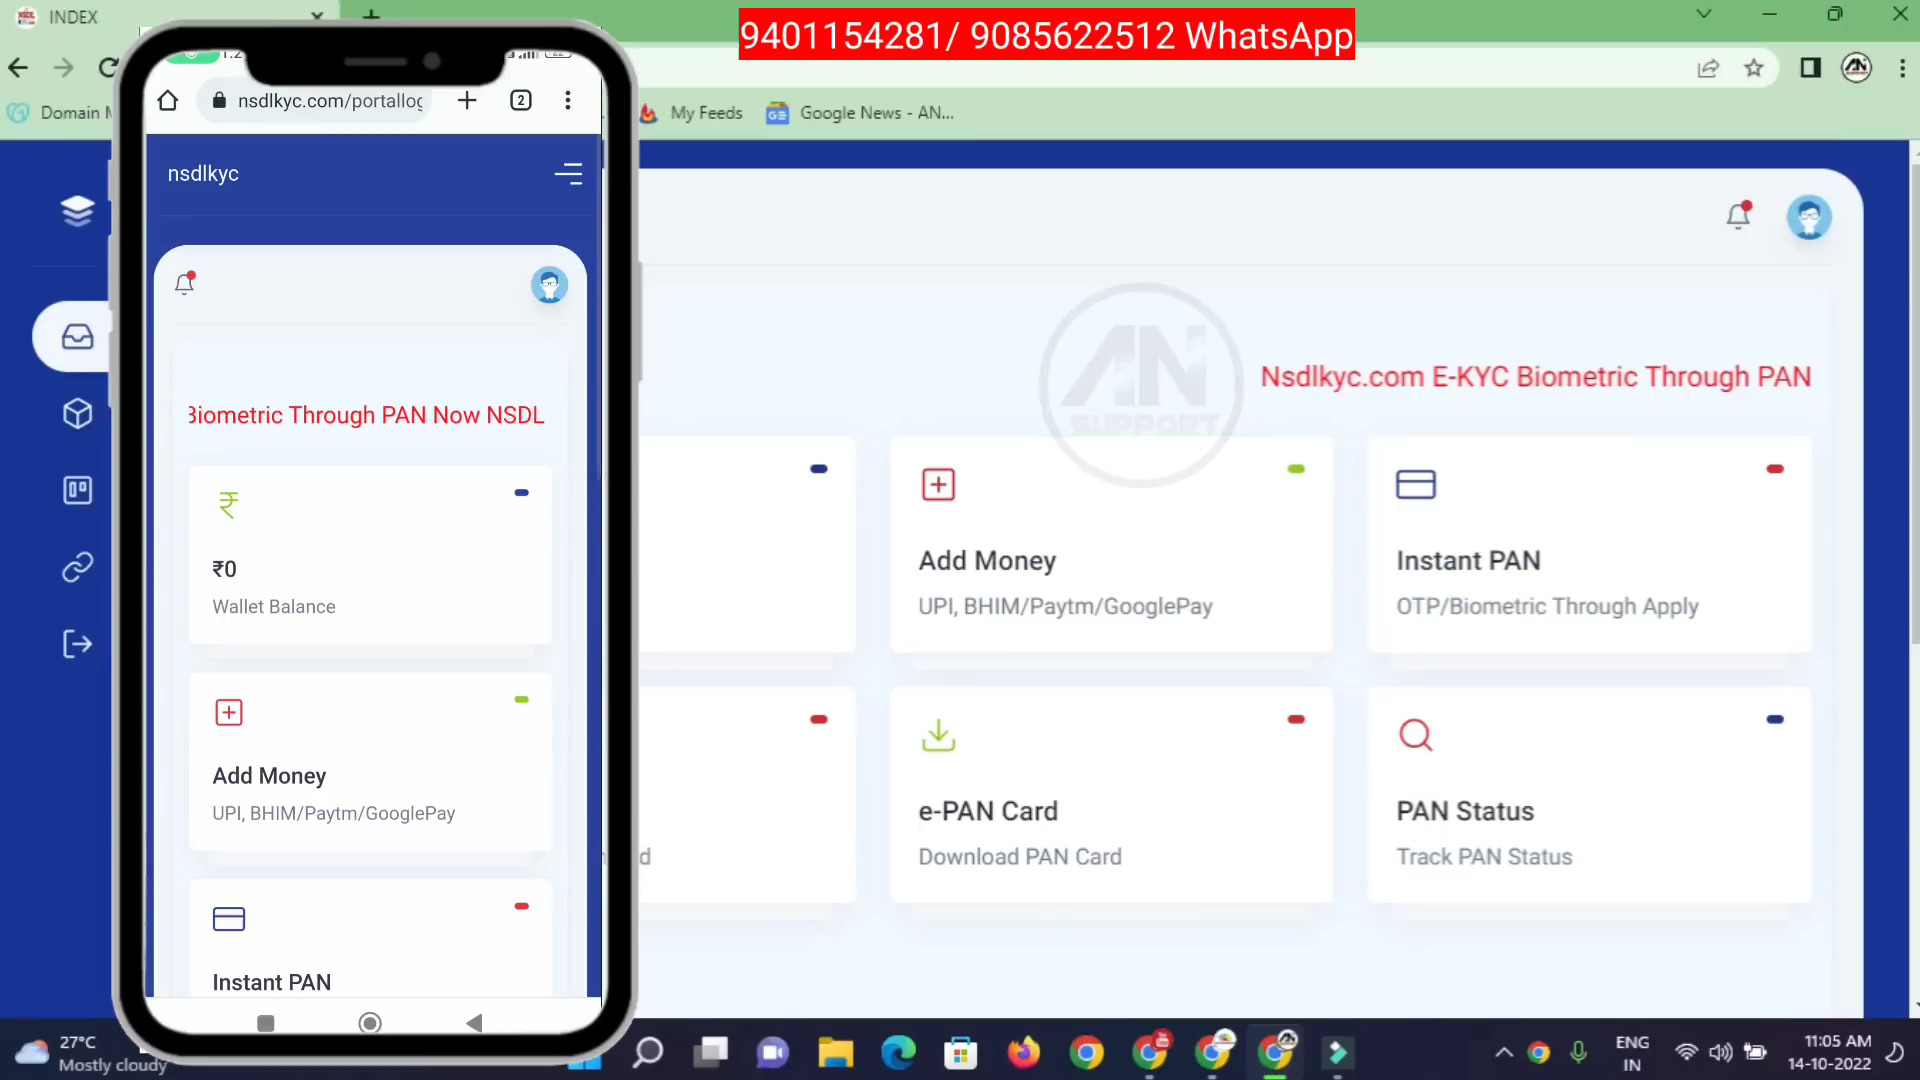 INDEX
9401154281/ 9085622512 WhatsApp
nsdlkyc.com/portallog
2
Domain
My Feeds
Google News - AN...
nsdlkyc
AN
SUPPORT
Nsdlkyc.com E-KYC Biometric Through PAN
Biometric Through PAN Now NSDL
₹0
Wallet Balance
Add Money
UPI, BHIM/Paytm/GooglePay
Instant PAN
Add Money
UPI, BHIM/Paytm/GooglePay
Instant PAN
OTP/Biometric Through Apply
e-PAN Card
Download PAN Card
PAN Status
Track PAN Status
27°C
Mostly cloudy
ENG
IN
11:05 AM
14-10-2022